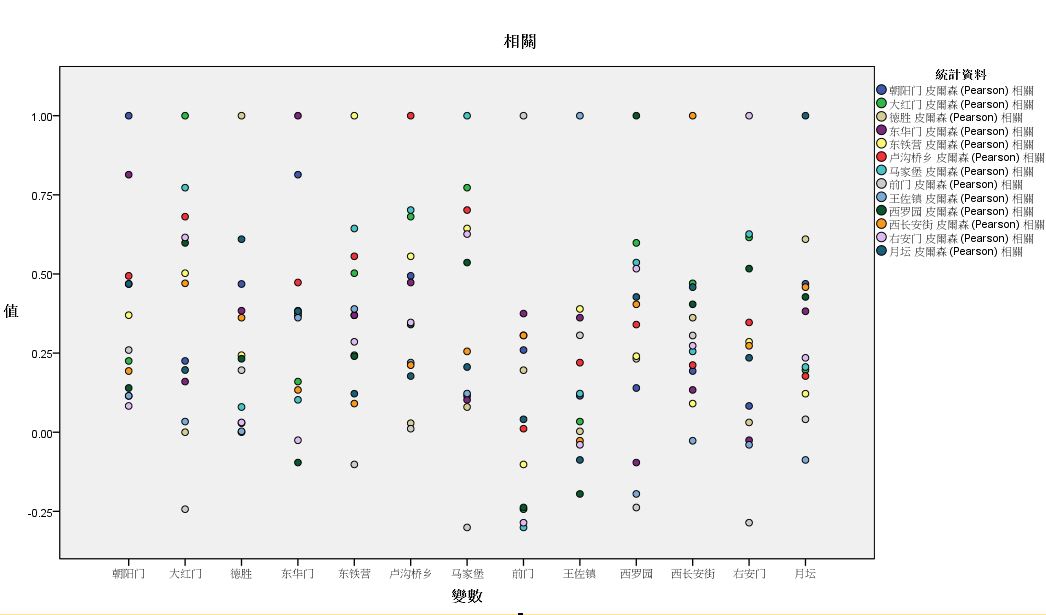 相關
統計資料
朝阳门 皮爾森 (Pearson) 相關
大红门 皮爾森 (Pearson) 相關
德胜 皮爾森 (Pearson) 相關
东华门 皮爾森 (Pearson) 相關
东铁营 皮爾森 (Pearson) 相關
卢沟桥乡 皮爾森 (Pearson) 相關
马家堡 皮爾森 (Pearson) 相關
前门 皮爾森 (Pearson) 相關
王佐镇 皮爾森 (Pearson) 相關
西罗园 皮爾森 (Pearson) 相關
西长安街 皮爾森 (Pearson) 相關
右安门 皮爾森 (Pearson) 相關
月坛 皮爾森 (Pearson) 相關
值
1.00
0.75
0.50
0.25
0.00
-0.25
朝阳门 大红门 德胜 东华门 东铁营 卢沟桥乡 马家堡 前门 王佐镇 西罗园 西长安街 右安门 月坛
變數